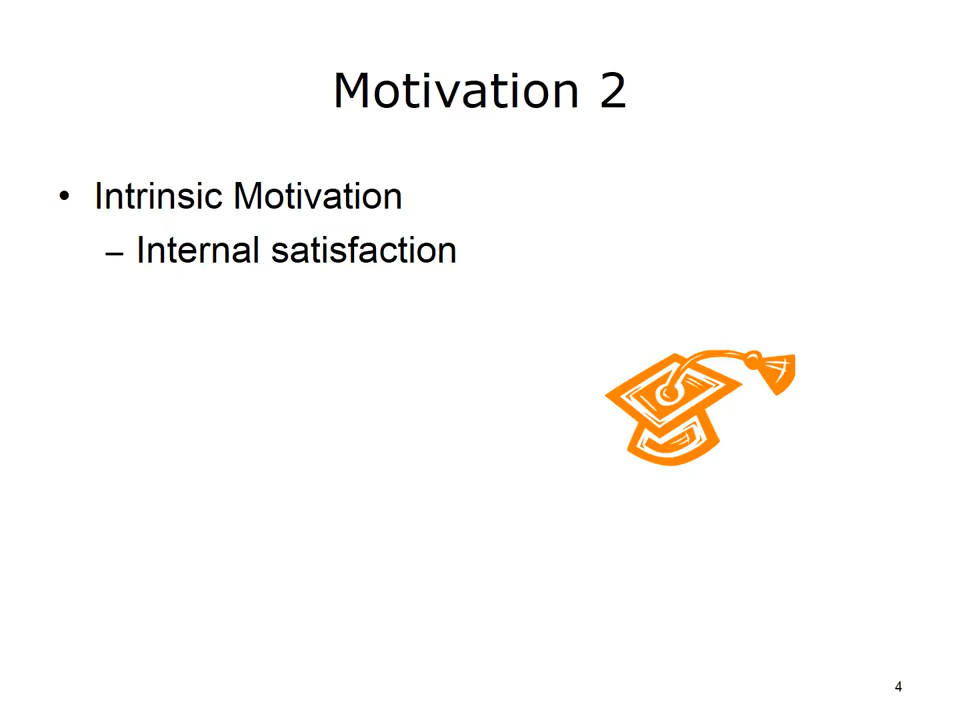 Motivation 2
• Intrinsic Motivation
– Internal satisfaction
4